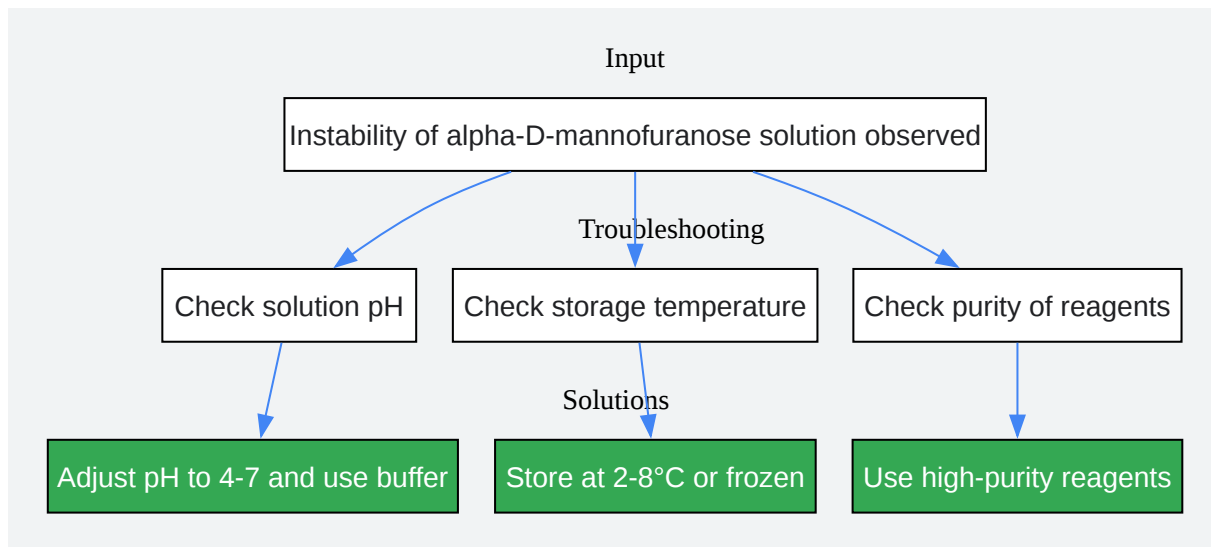 Input
Instability of alpha-D-mannofuranose solution observed
Troubleshooting
Check solution pH
Check storage temperature
Check purity of reagents
Solutions
Adjust pH to 4-7 and use buffer
Store at 2-8°C or frozen
Use high-purity reagents